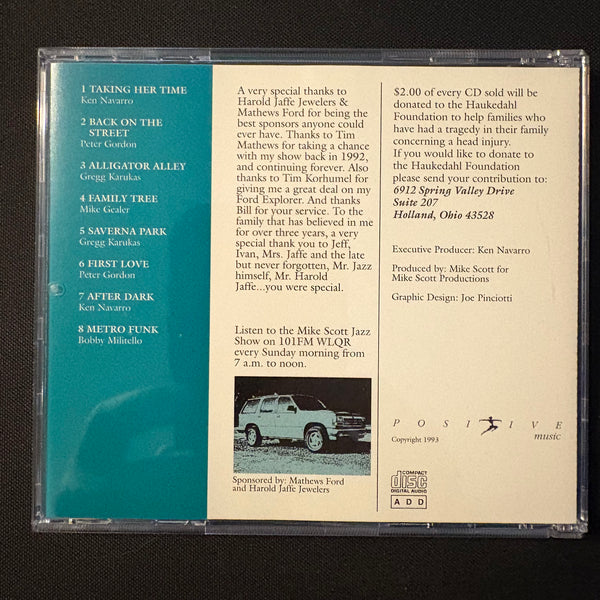 1 TAKING HER TIME
Ken Navarro
2 BACK ON THE
STREET
Peter Gordon
3 ALLIGATOR ALLEY
Gregg Karukas
4 FAMILY TREE
Mike Gealer
5 SAVERNA PARK
Gregg Karukas
6 FIRST LOVE
Peter Gordon
7 AFTER DARK
Ken Navarro
8 METRO FUNK
Bobby Militello
A very special thanks to
Harold Jaffe Jewelers &
Mathews Ford for being the
best sponsors anyone could
ever have. Thanks to Tim
Mathews for taking a chance
with my show back in 1992,
and continuing forever. Also
thanks to Tim Korhumel for
giving me a great deal on my
Ford Explorer. And thanks
Bill for your service. To the
family that has believed in me
for over three years, a very
special thank you to Jeff,
Ivan, Mrs. Jaffe and the late
but never forgotten, Mr. Jazz
himself, Mr. Harold
Jaffe...you were special.
Listen to the Mike Scott Jazz
Show on 101FM WLQR
every Sunday morning from
7 a.m. to noon.
Sponsored by: Mathews Ford
and Harold Jaffe Jewelers
$2.00 of every CD sold will be
donated to the Haukedahl
Foundation to help families who
have had a tragedy in their family
concerning a head injury.
If you would like to donate to
the Haukedahl Foundation
please send your contribution to:
6912 Spring Valley Drive
Suite 207
Holland, Ohio 43528
Executive Producer: Ken Navarro
Produced by: Mike Scott for
Mike Scott Productions
Graphic Design: Joe Pinciotti
POSITIVE
music
Copyright 1993
COMPACT
disc
DIGITAL AUDIO
ADD